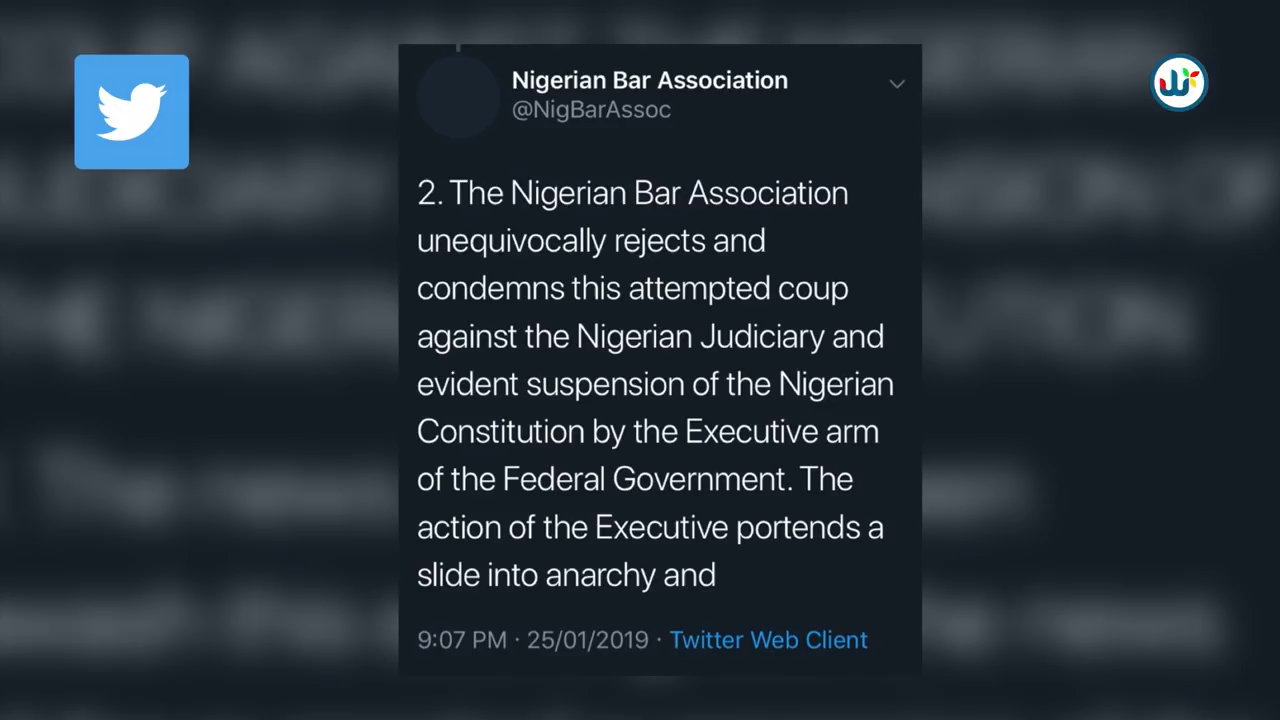 Nigerian Bar Association
@NigBarAssoc
2. The Nigerian Bar Association
unequivocally rejects and
condemns this attempted coup
against the Nigerian Judiciary and
evident suspension of the Nigerian
Constitution by the Executive arm
of the Federal Government. The
action of the Executive portends a
slide into anarchy and
9:07 PM · 25/01/2019 · Twitter Web Client